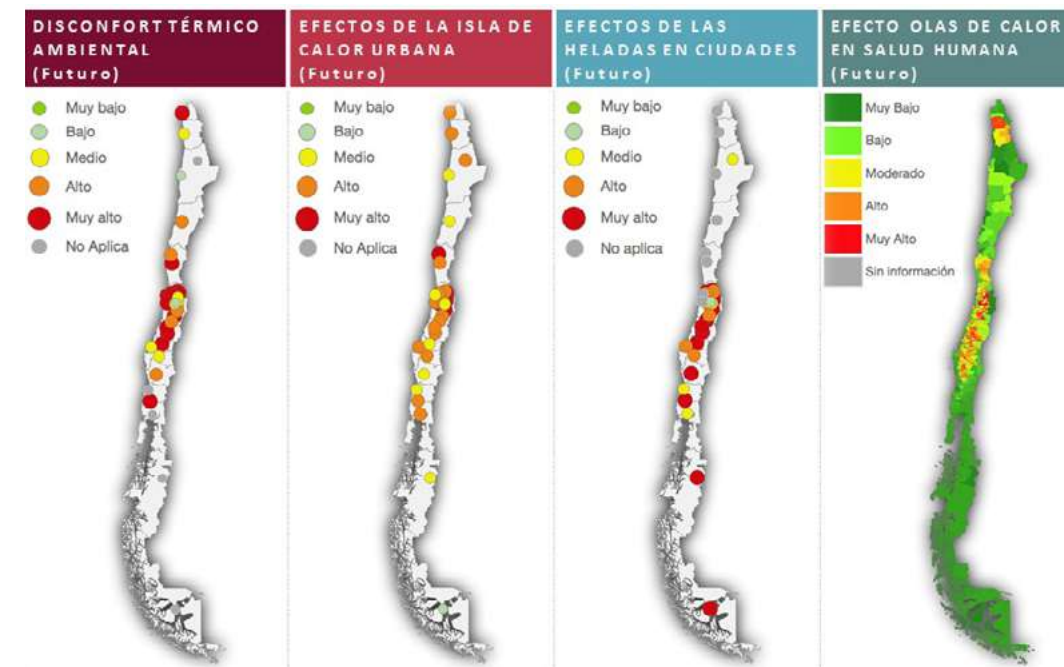 DISCONFORT TÉRMICO
AMBIENTAL
(Futuro)
Muy bajo
Bajo
Medio
Alto
Muy alto
No Aplica
EFECTOS DE LA ISLA DE
CALOR URBANA
(Futuro)
Muy bajo
Bajo
Medio
Alto
Muy alto
No Aplica
EFECTOS DE LAS
HELADAS EN CIUDADES
(Futuro)
Muy bajo
Bajo
Medio
Alto
Muy alto
No aplica
EFECTO OLAS DE CALOR
EN SALUD HUMANA
(Futuro)
Muy Bajo
Bajo
Moderado
Alto
Muy Alto
Sin información